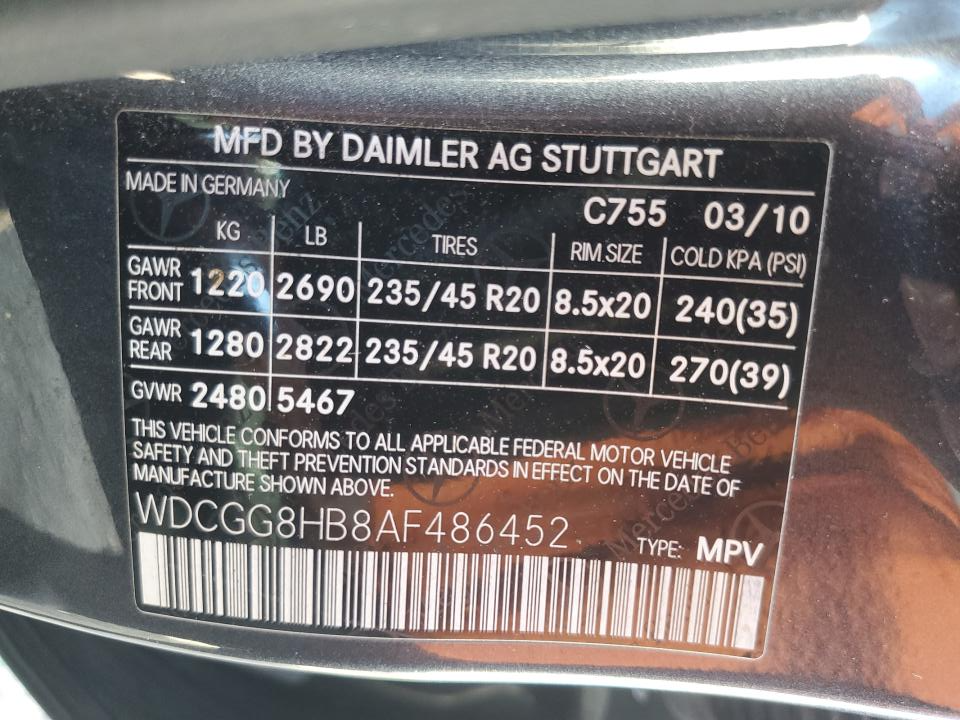 MFD BY DAIMLER AG STUTTGART
MADE IN GERMANY
C755 03/10
KG LB TIRES RIM SIZE COLD KPA (PSI)
GAWR FRONT 1220 2690 235/45 R20 8.5x20 240(35)
GAWR REAR 1280 2822 235/45 R20 8.5x20 270(39)
GVWR 2480 5467
THIS VEHICLE CONFORMS TO ALL APPLICABLE FEDERAL MOTOR VEHICLE
SAFETY AND THEFT PREVENTION STANDARDS IN EFFECT ON THE DATE OF
MANUFACTURE SHOWN ABOVE.
WDCGG8HB8AF486452
TYPE: MPV